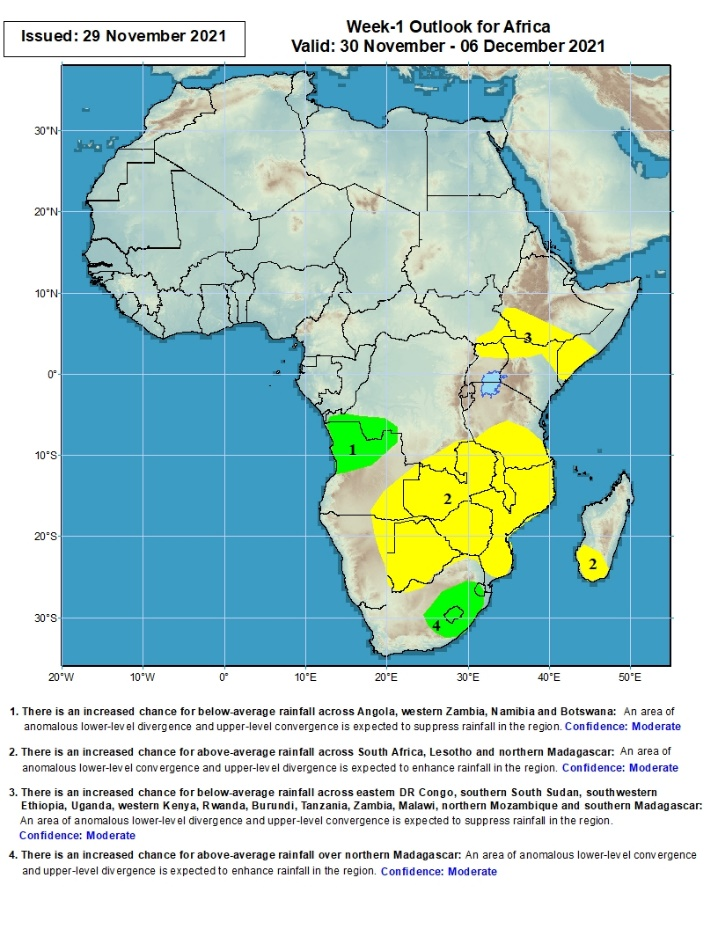 Issued: 29 November 2021
Week-1 Outlook for Africa
Valid: 30 November - 06 December 2021
30°N
20°N
10°N
0°
10°S
20°S
30°S
3
1
2
2
4
20°W
10°W
0°
10°E
20°E
30°E
40°E
50°E
1. There is an increased chance for below-average rainfall across Angola, western Zambia, Namibia and Botswana: An area of
anomalous lower-level divergence and upper-level convergence is expected to suppress rainfall in the region. Confidence: Moderate
2. There is an increased chance for above-average rainfall across South Africa, Lesotho and northern Madagascar: An area of
anomalous lower-level convergence and upper-level divergence is expected to enhance rainfall in the region. Confidence: Moderate
3. There is an increased chance for below-average rainfall across eastern DR Congo, southern South Sudan, southwestern
Ethiopia, Uganda, western Kenya, Rwanda, Burundi, Tanzania, Zambia, Malawi, northern Mozambique and southern Madagascar:
An area of anomalous lower-level divergence and upper-level convergence is expected to suppress rainfall in the region.
Confidence: Moderate
4. There is an increased chance for above-average rainfall over northern Madagascar: An area of anomalous lower-level convergence
and upper-level divergence is expected to enhance rainfall in the region. Confidence: Moderate